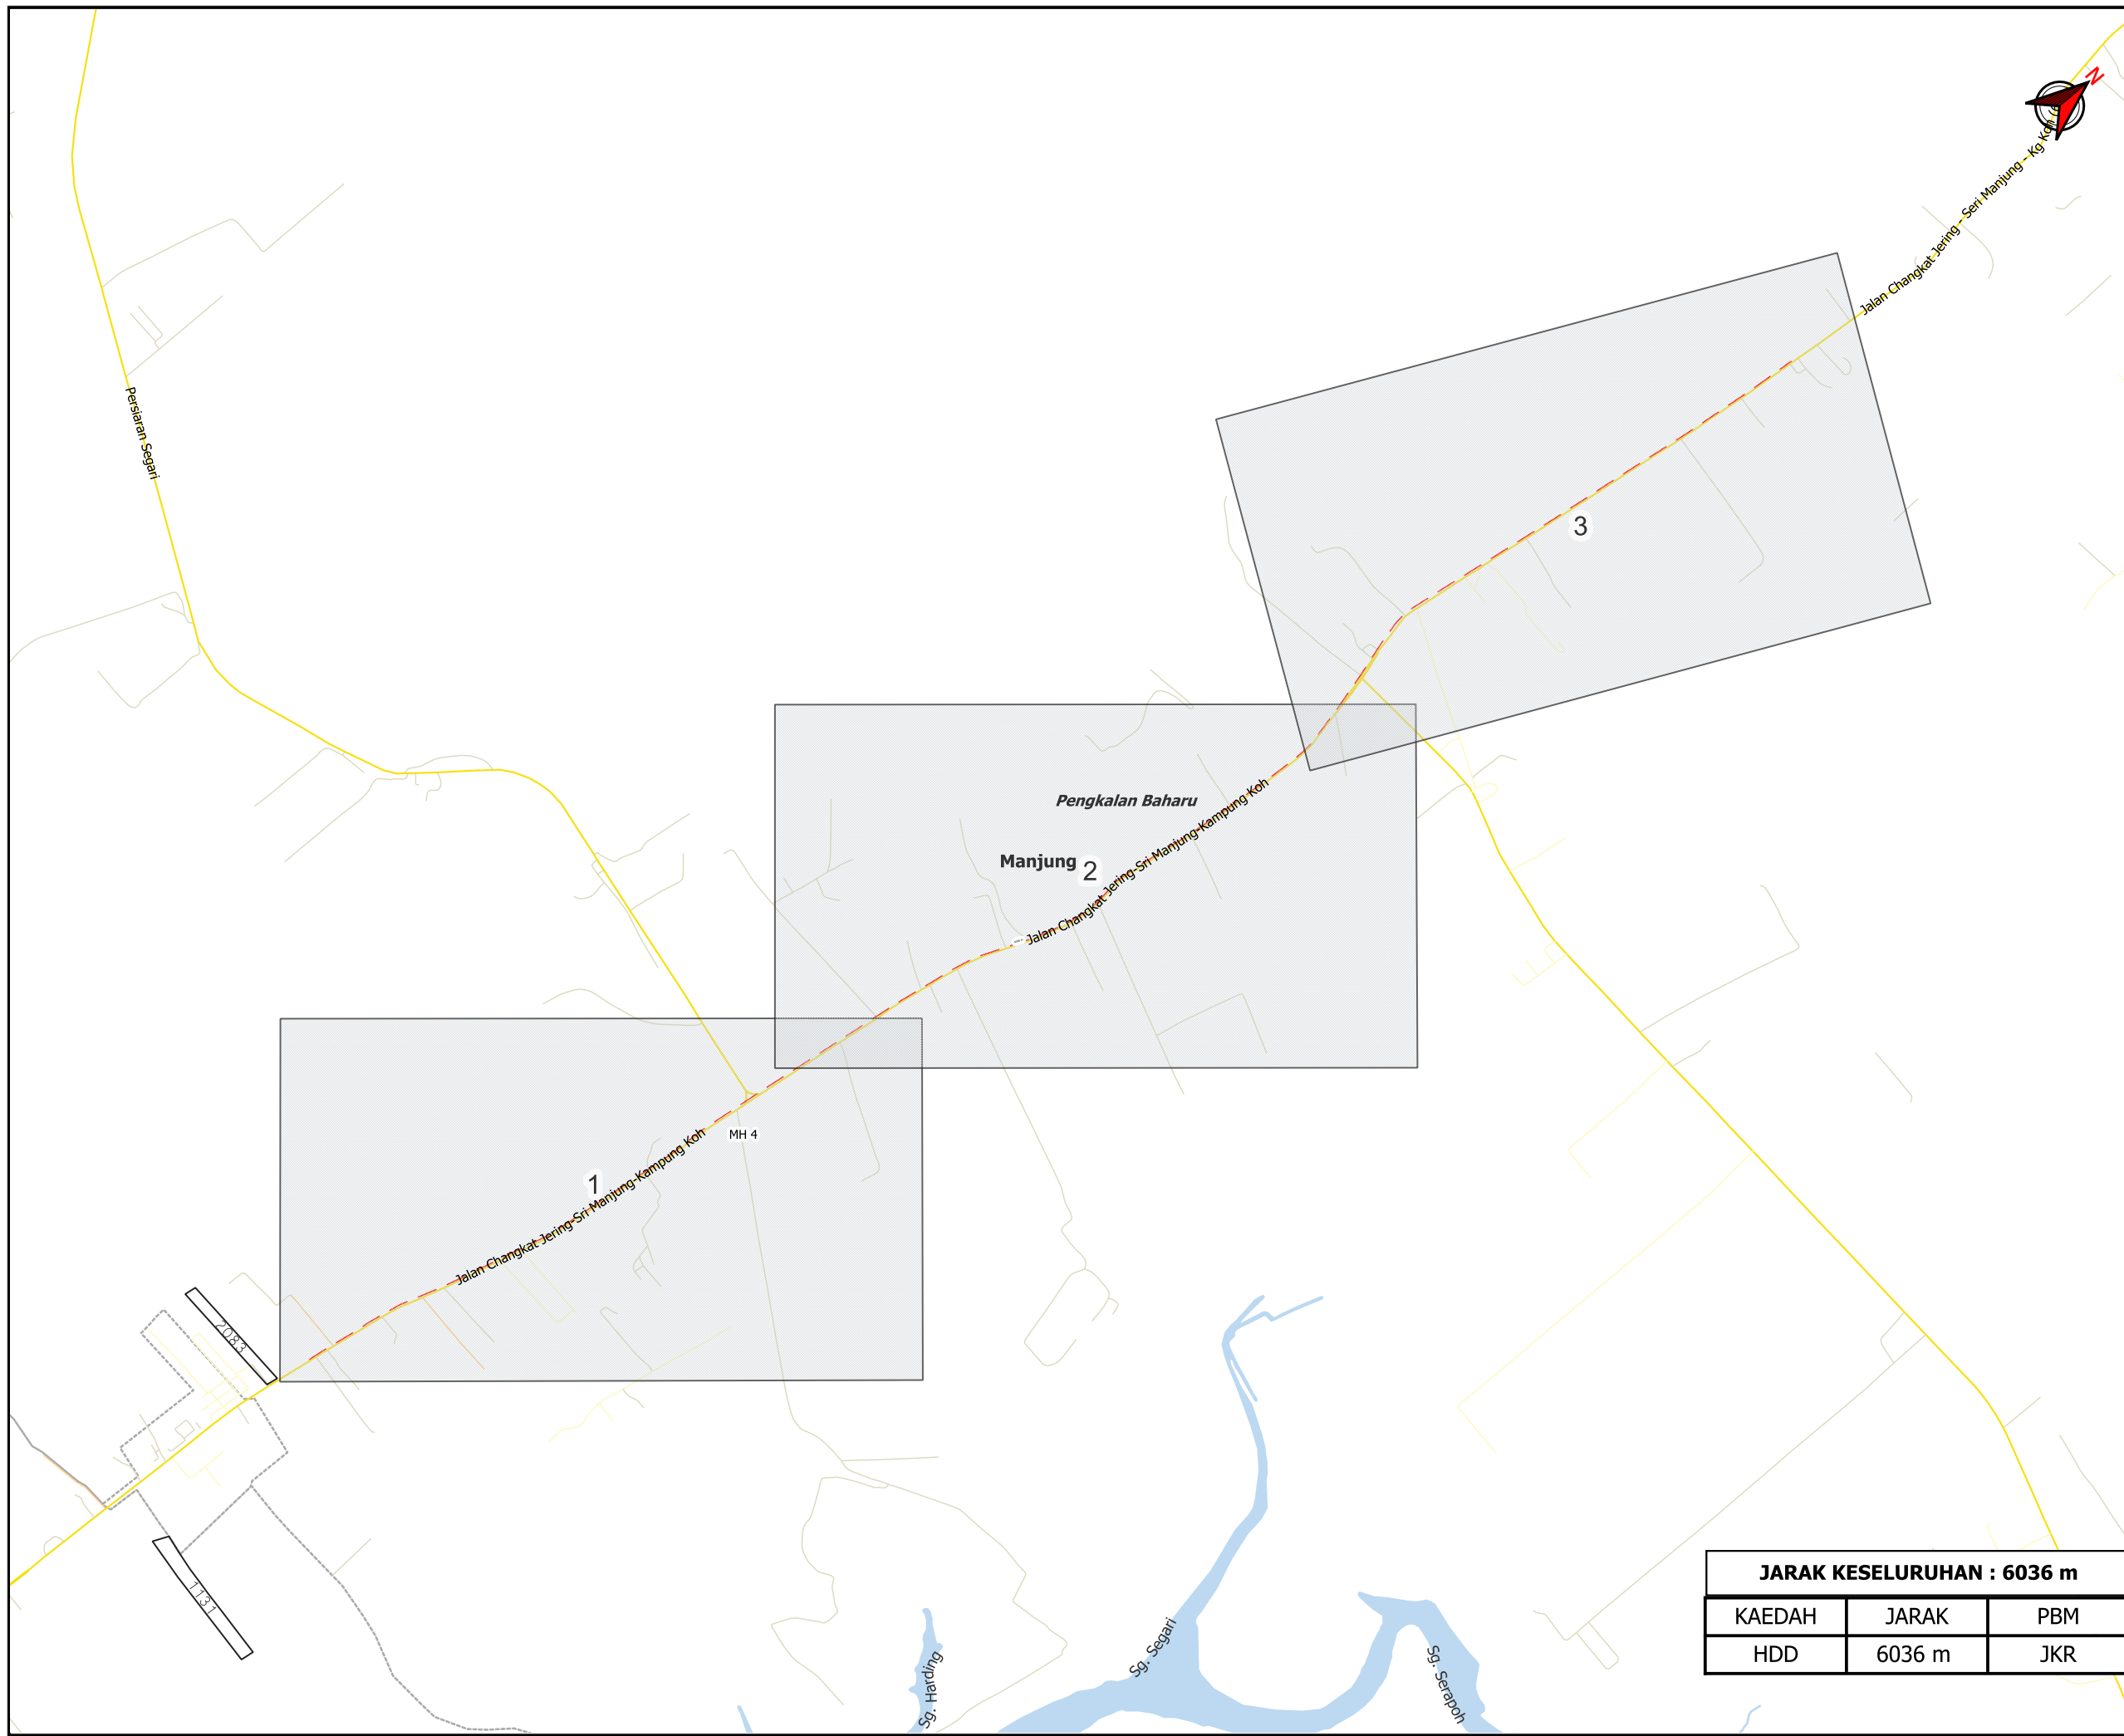 N
Jalan Changkat Jering - Seri Manjung - Kg Koh
Persiaran Segari
3
Pengkalan Baharu
Manjung
2
Jalan Changkat Jering-Sri Manjung-Kampung Koh
MH 4
1
Jalan Changkat Jering-Sri Manjung-Kampung Koh
2083
1131
Sg. Harding
Sg. Segari
Sg. Serapoh
JARAK KESELURUHAN : 6036 m
KAEDAH JARAK PBM
HDD 6036 m JKR